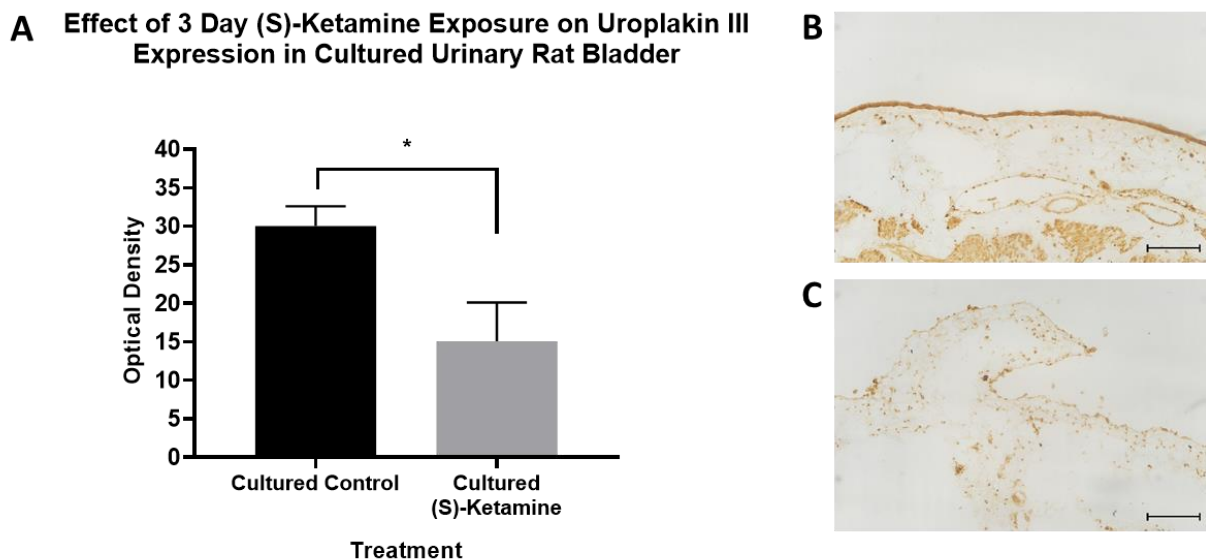 A
Effect of 3 Day (S)-Ketamine Exposure on Uroplakin III
Expression in Cultured Urinary Rat Bladder
*
40
35
30
25
20
15
10
5
0
Optical Density
Cultured Control
Cultured
(S)-Ketamine
Treatment
B
C